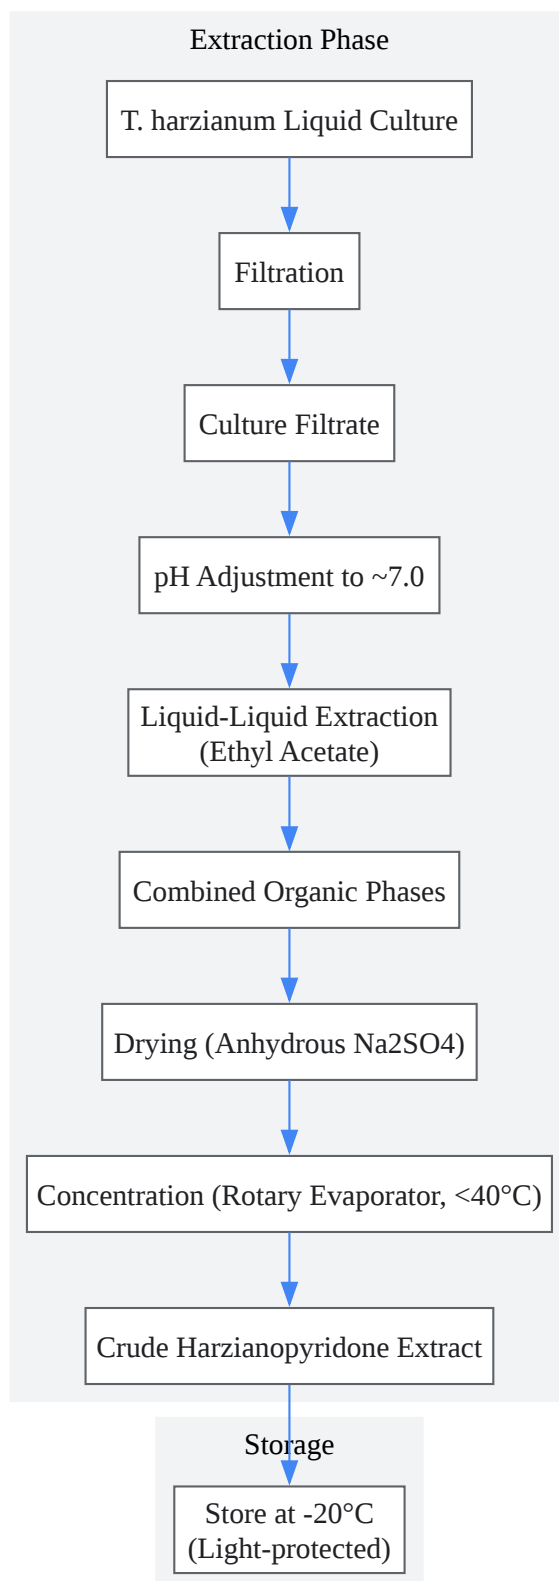 Extraction Phase
T. harzianum Liquid Culture
Filtration
Culture Filtrate
pH Adjustment to ~7.0
Liquid-Liquid Extraction
(Ethyl Acetate)
Combined Organic Phases
Drying (Anhydrous Na2SO4)
Concentration (Rotary Evaporator, <40°C)
Crude Harzianopyridone Extract
Storage
Store at -20°C
(Light-protected)